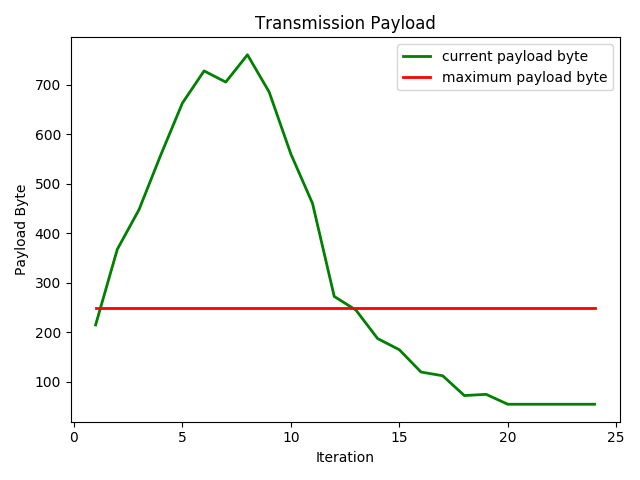 Transmission Payload
current payload byte
maximum payload byte
Payload Byte
700
600
500
400
300
200
100
0 5 10 15 20 25
Iteration